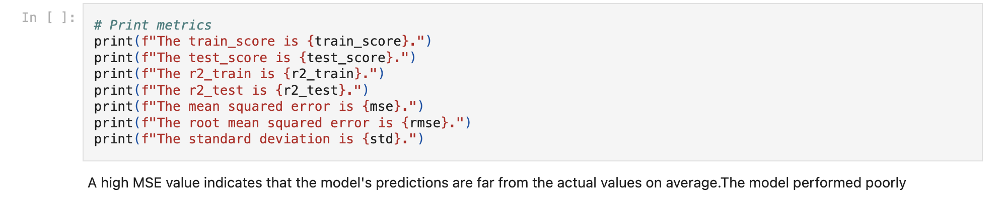 In [ ]:
# Print metrics
print(f"The train_score is {train_score}.")
print(f"The test_score is {test_score}.")
print(f"The r2_train is {r2_train}.")
print(f"The r2_test is {r2_test}.")
print(f"The mean squared error is {mse}.")
print(f"The root mean squared error is {rmse}.")
print(f"The standard deviation is {std}.")
A high MSE value indicates that the model's predictions are far from the actual values on average.The model performed poorly